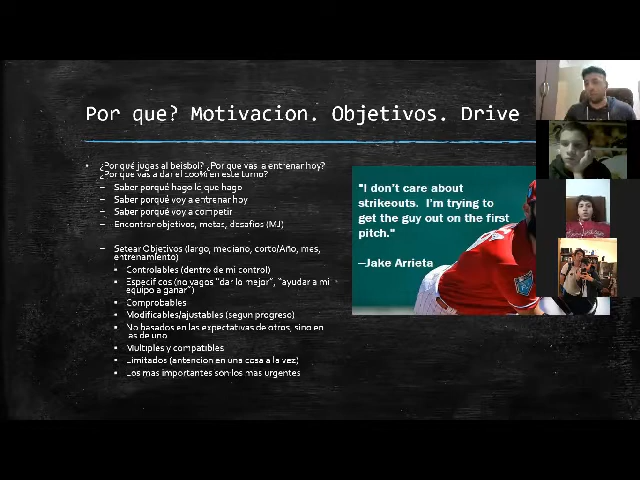 Por que? Motivacion. Objetivos. Drive
¿Porqué jugas al beisbol? ¿Por que vas a entrenar hoy?
¿Por que vas a dar el 100% en este turno?
Saber porqué hago lo que hago
Saber porqué voy a entrenar hoy
Saber porqué voy a competir
Encontrar objetivos, metas, desafios (MJ)
Setear Objetivos (largo, mediano, corto/Año, mes,
entrenamiento)
Controlables (dentro de mi control)
Especificos (no vagos "dar lo mejor", "ayudar a mi
equipo a ganar")
Comprobables
Modificables/ajustables (segun progreso)
No basados en las expectativas de otros, sino en
las de uno
Multiples y compatibles
Limitados (antencion en una cosa a la vez)
Los mas importantes son los mas urgentes
"I don't care about
strikeouts. I'm trying to
get the guy out on the first
pitch."
—Jake Arrieta